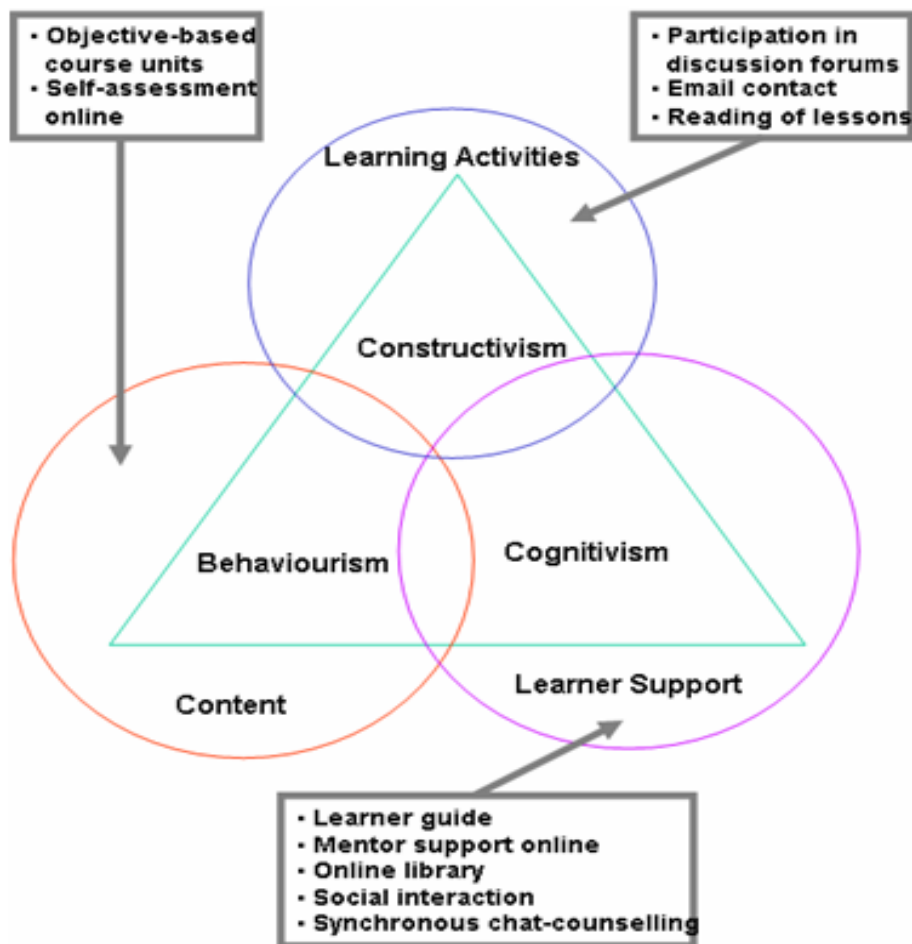 - Objective-based
course units
- Self-assessment
online
- Participation in
discussion forums
- Email contact
- Reading of lessons
Learning Activities
Constructivism
Behaviourism
Cognitivism
Content
Learner Support
- Learner guide
- Mentor support online
- Online library
- Social interaction
- Synchronous chat-counselling